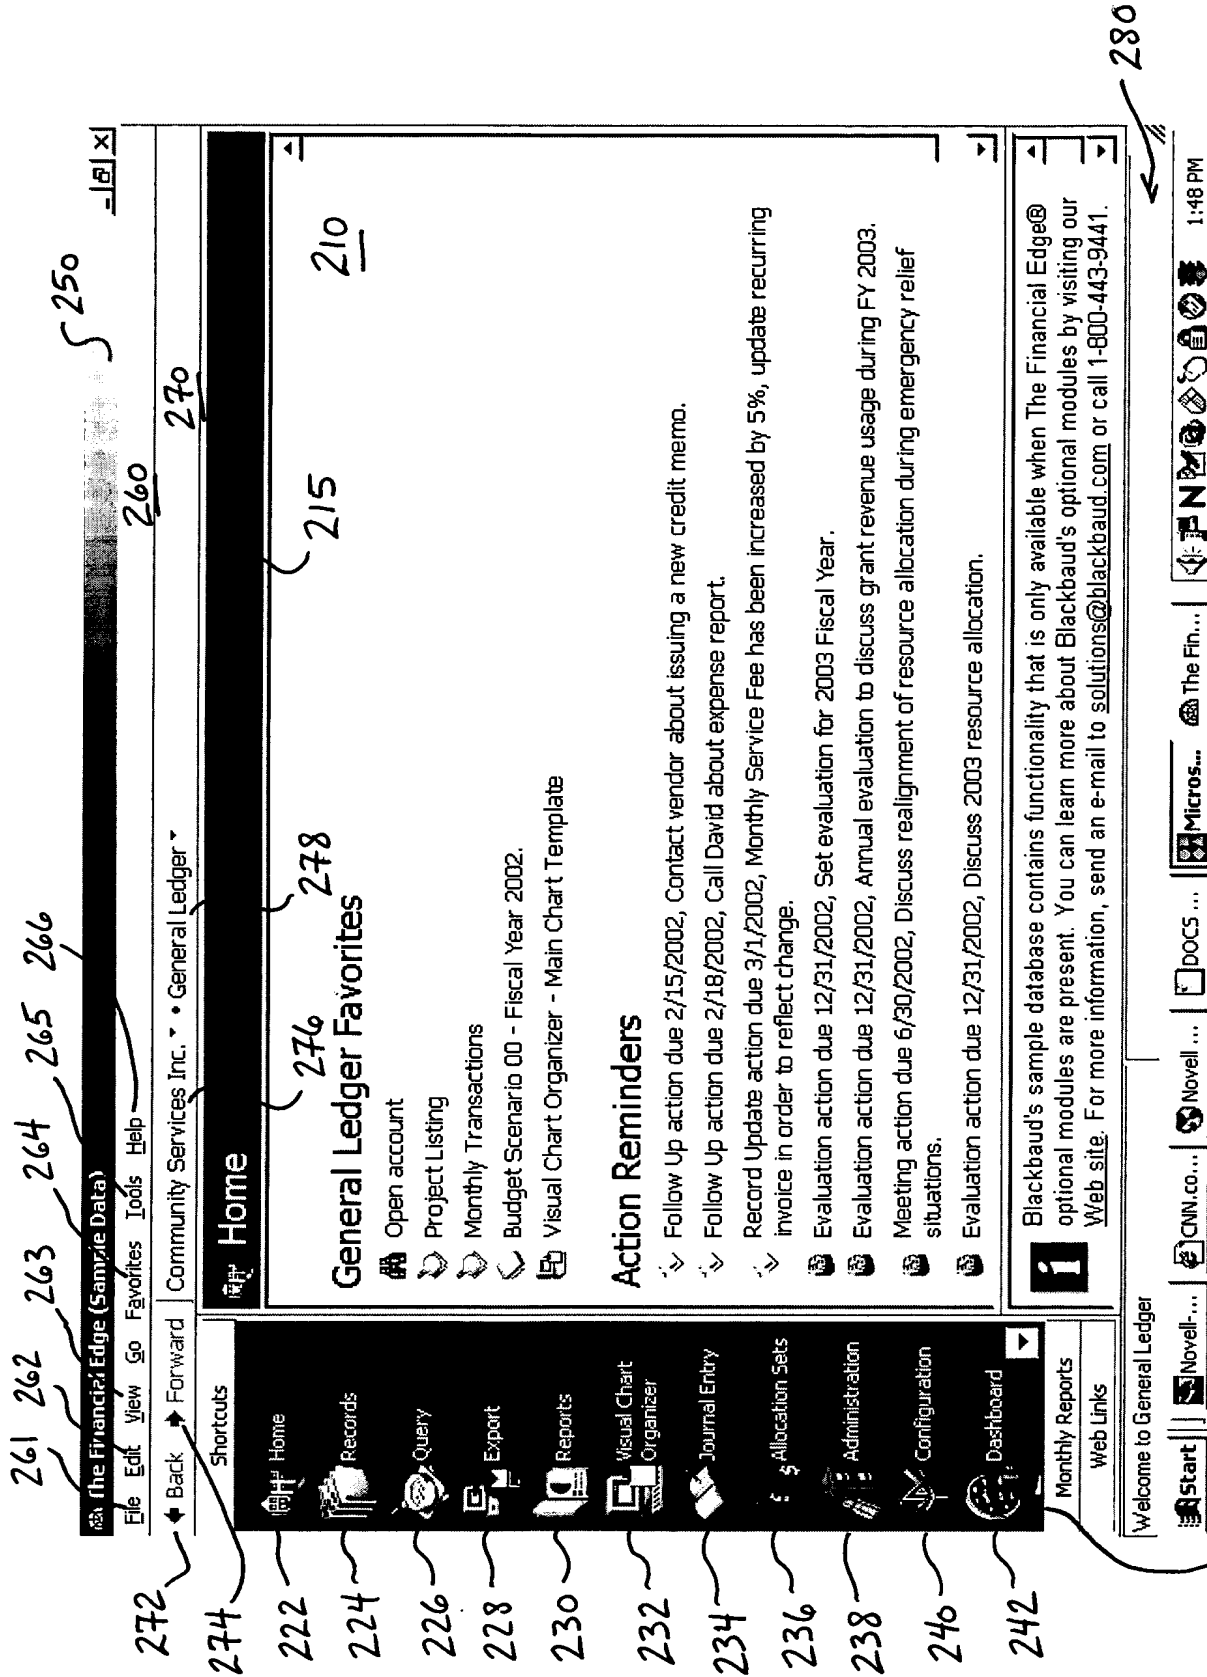 261 262 263 264 265 266
The Financial Edge (Sample Data)
250
File Edit View Go Favorites Tools Help
260
272
Back Forward
Community Services Inc. • General Ledger
270
274
276
278
215
Shortcuts
Home
210
222
Home
224
Records
226
Query
228
Export
230
Reports
232
Visual Chart
Organizer
234
Journal Entry
236
Allocation Sets
238
Administration
240
Configuration
242
Dashboard
Monthly Reports
Web Links
General Ledger Favorites
Open account
Project Listing
Monthly Transactions
Budget Scenario 00 - Fiscal Year 2002.
Visual Chart Organizer - Main Chart Template
Action Reminders
Follow Up action due 2/15/2002, Contact vendor about issuing a new credit memo.
Follow Up action due 2/18/2002, Call David about expense report.
Record Update action due 3/1/2002, Monthly Service Fee has been increased by 5%, update recurring
invoice in order to reflect change.
Evaluation action due 12/31/2002, Set evaluation for 2003 Fiscal Year.
Evaluation action due 12/31/2002, Annual evaluation to discuss grant revenue usage during FY 2003.
Meeting action due 6/30/2002, Discuss realignment of resource allocation during emergency relief
situations.
Evaluation action due 12/31/2002, Discuss 2003 resource allocation.
Blackbaud's sample database contains functionality that is only available when The Financial Edge®
optional modules are present. You can learn more about Blackbaud's optional modules by visiting our
Web site. For more information, send an e-mail to solutions@blackbaud.com or call 1-800-443-9441.
Welcome to General Ledger
280
Start Novell-... CNN.co... Novell ... DOCS ... Micros... The Fin... N 1:48 PM